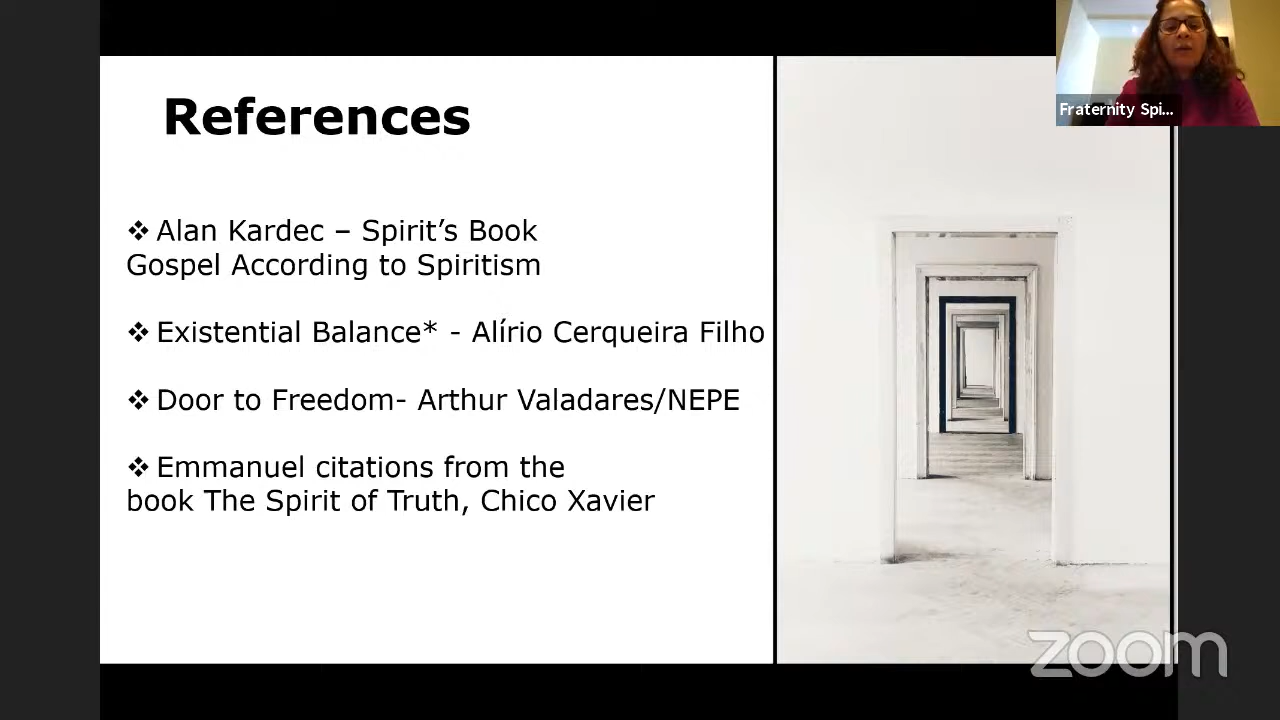 References
❖ Alan Kardec – Spirit’s Book
Gospel According to Spiritism
❖ Existential Balance* - Alírio Cerqueira Filho
❖ Door to Freedom- Arthur Valadares/NEPE
❖ Emmanuel citations from the
book The Spirit of Truth, Chico Xavier
Fraternity Spi...
zoom